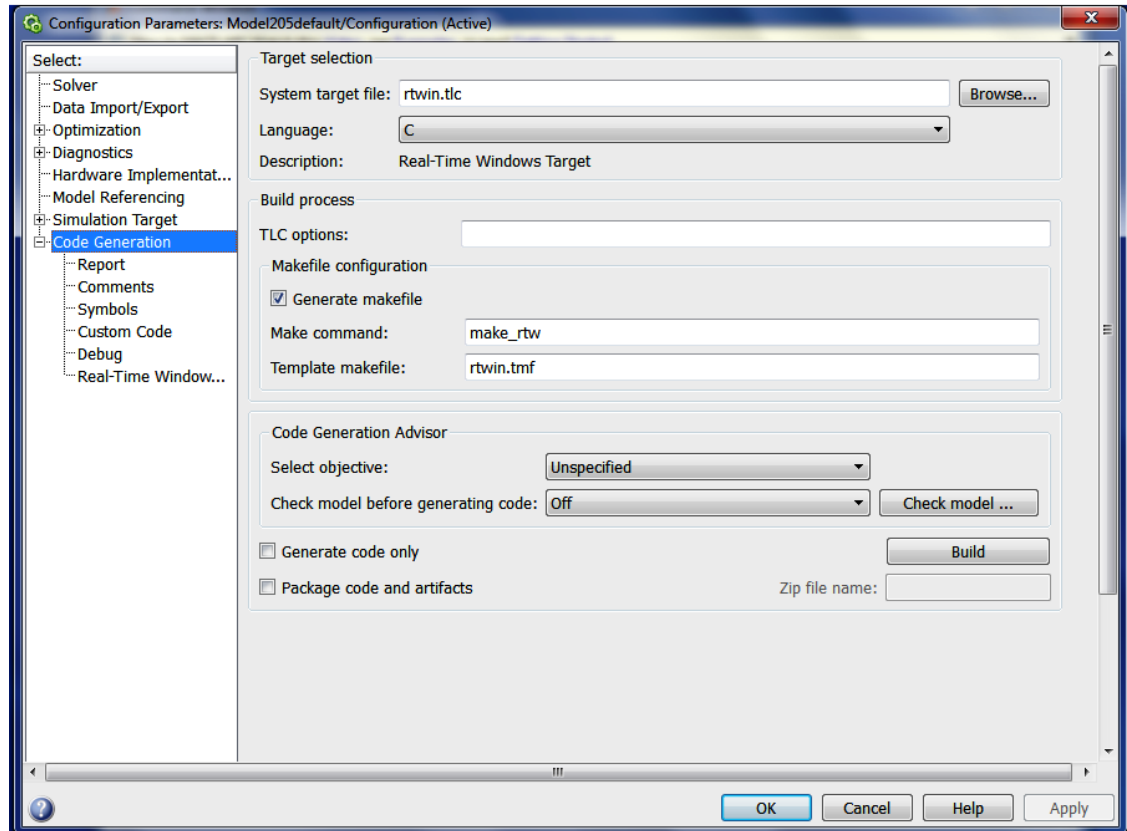 Configuration Parameters: Model205default/Configuration (Active)
Select:
Solver
Data Import/Export
Optimization
Diagnostics
Hardware Implementat...
Model Referencing
Simulation Target
Code Generation
Report
Comments
Symbols
Custom Code
Debug
Real-Time Window...
Target selection
System target file: rtwin.tlc Browse...
Language: C
Description: Real-Time Windows Target
Build process
TLC options:
Makefile configuration
Generate makefile
Make command: make_rtw
Template makefile: rtwin.tmf
Code Generation Advisor
Select objective: Unspecified
Check model before generating code: Off Check model ...
Generate code only Build
Package code and artifacts Zip file name:
OK Cancel Help Apply